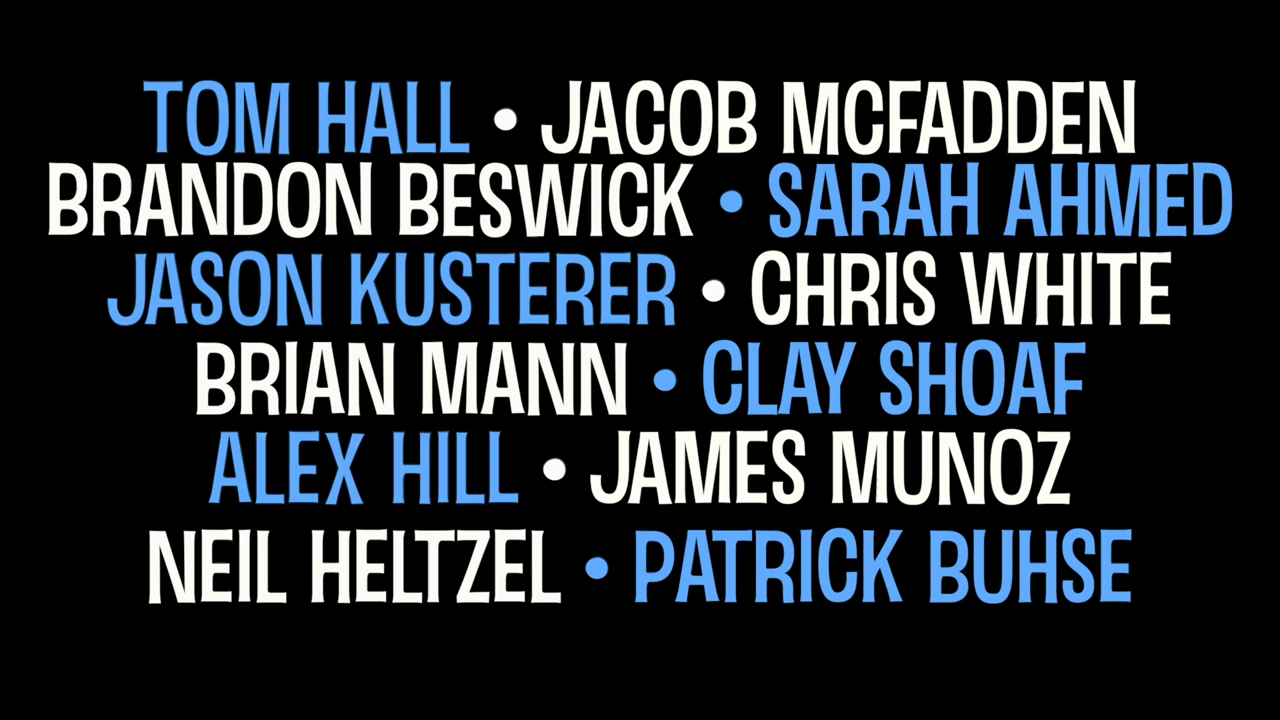 TOM HALL • JACOB MCFADDEN
BRANDON BESWICK • SARAH AHMED
JASON KUSTERER • CHRIS WHITE
BRIAN MANN • CLAY SHOAF
ALEX HILL • JAMES MUNOZ
NEIL HELTZEL • PATRICK BUHSE